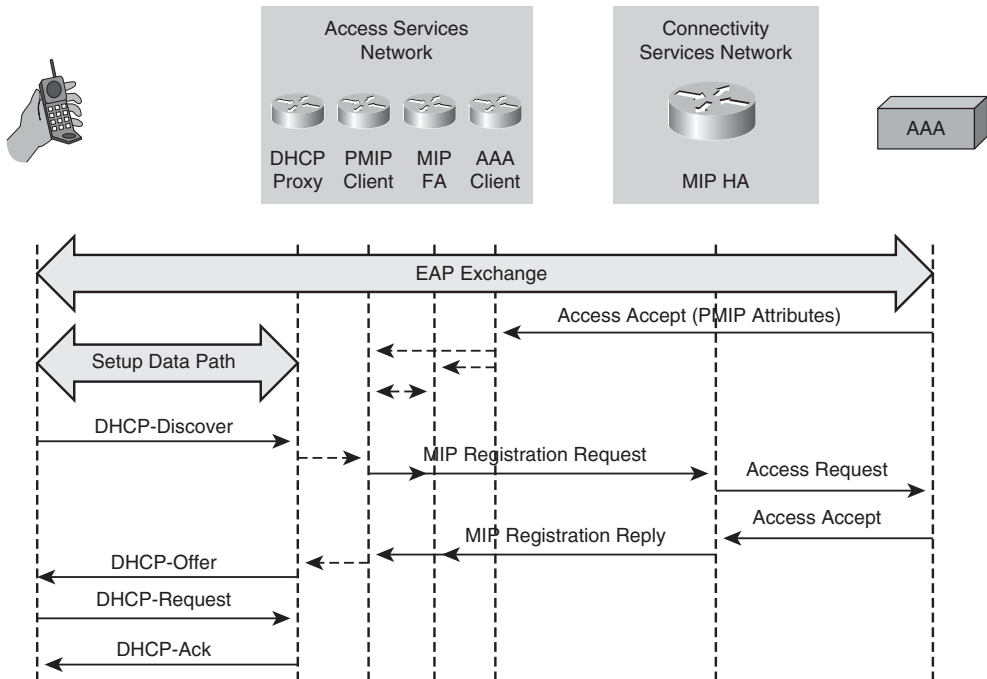 Access Services
Network
Connectivity
Services Network
AAA
DHCP
Proxy
PMIP
Client
MIP
FA
AAA
Client
MIP HA
EAP Exchange
Access Accept (PMIP Attributes)
Setup Data Path
DHCP-Discover
MIP Registration Request
Access Request
Access Accept
MIP Registration Reply
DHCP-Offer
DHCP-Request
DHCP-Ack